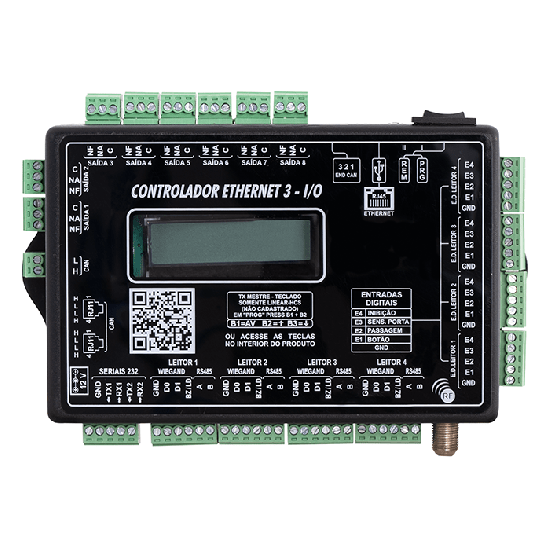 NF NA C NF NA C NF NA C NF NA C NF NA C NF NA C
SAÍDA 3 SAÍDA 4 SAÍDA 5 SAÍDA 6 SAÍDA 7 SAÍDA 8
C NA NF
SAÍDA 2
C NA NF
SAÍDA 1
L H
CAN
3 2 1
END CAN
RJ45
ETHERNET
CONTROLADOR ETHERNET 3 - I/O
E4
E3
E2
E1
GND
E.D. LEITOR 4
E4
E3
E2
E1
GND
E.D. LEITOR 3
E4
E3
E2
E1
GND
E.D. LEITOR 2
E4
E3
E2
E1
GND
E.D. LEITOR 1
H L L H
RJ11
CAN
H L L H
RJ11
TX MESTRE - TECLADO
SOMENTE LINEAR-HCS
(NÃO CADASTRADO)
EM "PROG" PRESS B1 + B2
B1=AV B2=1 B3=4
OU ACESSE AS TECLAS
NO INTERIOR DO PRODUTO
ENTRADAS
DIGITAIS
E4 INIBIÇÃO
E3 SENS. PORTA
E2 PASSAGEM
E1 BOTÃO
GND
RF
12 V
SERIAIS 232
GND TX1 RX1 TX2 RX2
LEITOR 1 LEITOR 2 LEITOR 3 LEITOR 4
WIEGAND RS485 WIEGAND RS485 WIEGAND RS485 WIEGAND RS485
GND D0 D1 BZ/LD A B GND D0 D1 BZ/LD A B GND D0 D1 BZ/LD A B GND D0 D1 BZ/LD A B